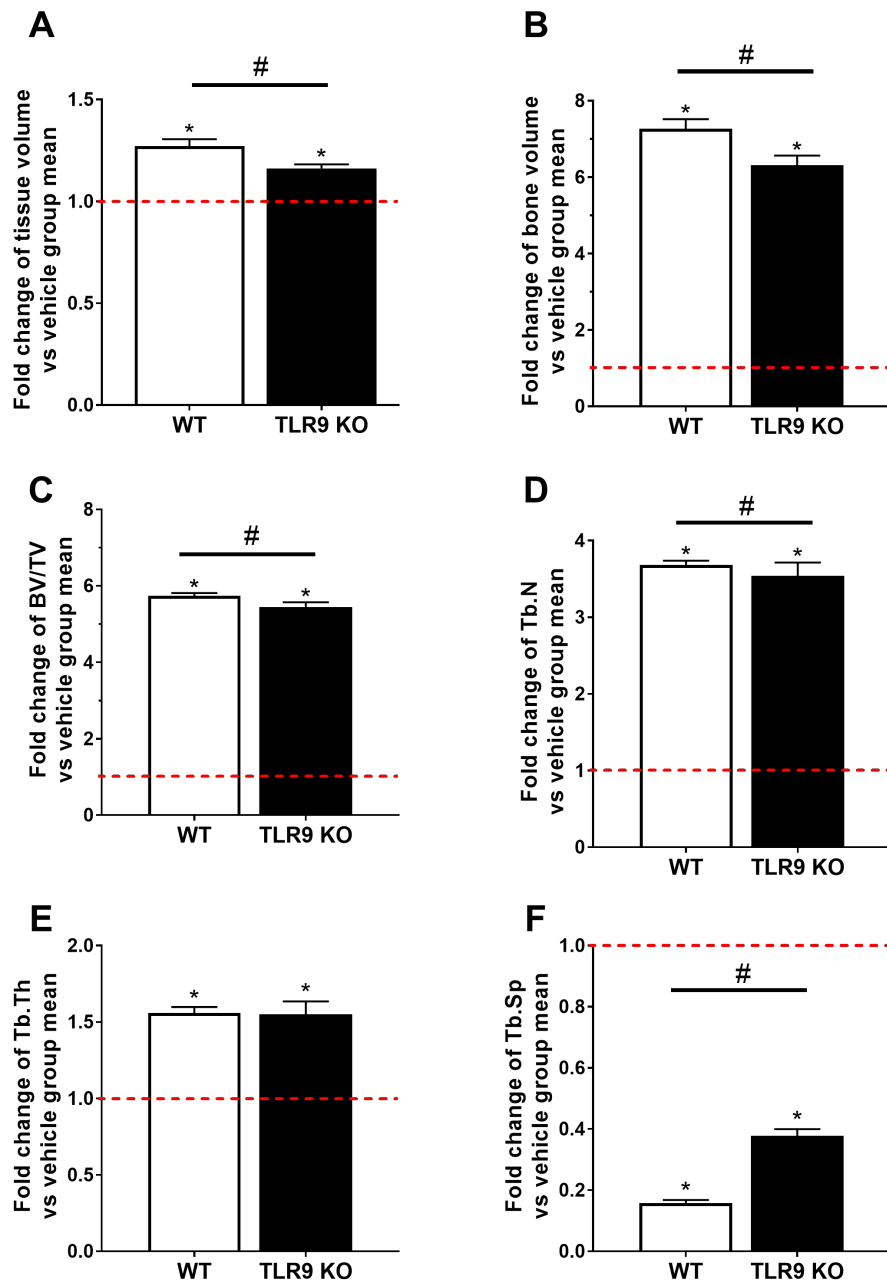 A
#
Fold change of tissue volume
vs vehicle group mean
1.5
1.0
0.5
0.0
*
*
WT
TLR9 KO
B
#
Fold change of bone volume
vs vehicle group mean
8
6
4
2
0
*
*
WT
TLR9 KO
C
#
Fold change of BV/TV
vs vehicle group mean
8
6
4
2
0
*
*
WT
TLR9 KO
D
#
Fold change of Tb.N
vs vehicle group mean
4
3
2
1
0
*
*
WT
TLR9 KO
E
Fold change of Tb.Th
vs vehicle group mean
2.0
1.5
1.0
0.5
0.0
*
*
WT
TLR9 KO
F
#
Fold change of Tb.Sp
vs vehicle group mean
1.0
0.8
0.6
0.4
0.2
0.0
*
*
WT
TLR9 KO